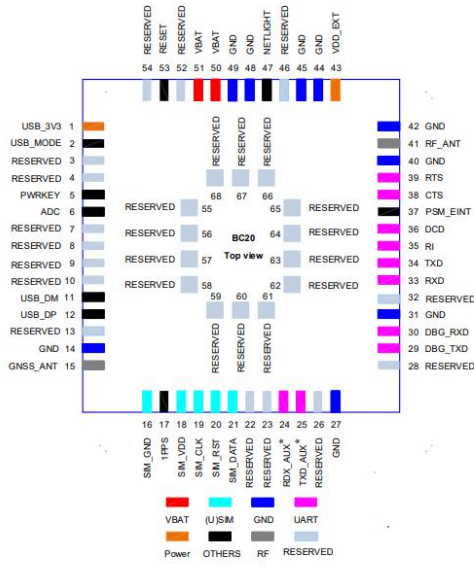 RESERVED
RESET
RESERVED
VBAT
VBAT
GND
GND
NETLIGHT
RESERVED
GND
GND
VDD_EXT
54 53 52 51 50 49 48 47 46 45 44 43
USB_3V3 1
USB_MODE 2
RESERVED 3
RESERVED 4
PWRKEY 5
ADC 6
RESERVED 7
RESERVED 8
RESERVED 9
RESERVED 10
USB_DM 11
USB_DP 12
RESERVED 13
GND 14
GNSS_ANT 15
RESERVED
RESERVED
RESERVED
68 67 66
RESERVED 55
RESERVED 56
RESERVED 57
RESERVED 58
BC20
Top view
65 RESERVED
64 RESERVED
63 RESERVED
62 RESERVED
59 60 61
RESERVED
RESERVED
RESERVED
42 GND
41 RF_ANT
40 GND
39 RTS
38 CTS
37 PSM_EINT
36 DCD
35 RI
34 TXD
33 RXD
32 RESERVED
31 GND
30 DBG_RXD
29 DBG_TXD
28 RESERVED
16 17 18 19 20 21 22 23 24 25 26 27
SIM_GND
1PPS
SIM_VDD
SIM_CLK
SIM_RST
SIM_DATA
RESERVED
RESERVED
RDX_AUX*
TXD_AUX*
RESERVED
GND
VBAT (U)SIM GND UART
Power OTHERS RF RESERVED